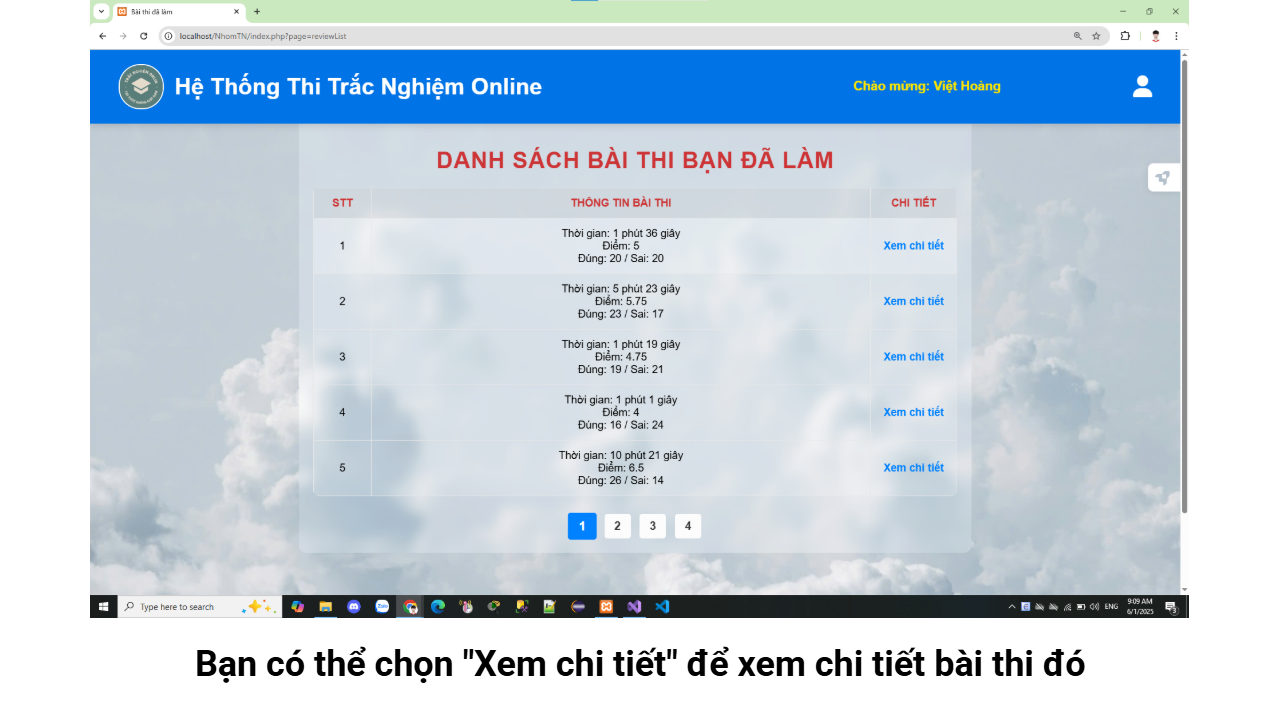 Bài thi đã làm
localhost/NhomTN/index.php?page=reviewList
Hệ Thống Thi Trắc Nghiệm Online
Chào mừng: Việt Hoàng
DANH SÁCH BÀI THI BẠN ĐÃ LÀM
STT THÔNG TIN BÀI THI CHI TIẾT
Thời gian: 1 phút 36 giây
1 Điểm: 5 Xem chi tiết
Đúng: 20 / Sai: 20
Thời gian: 5 phút 23 giây
2 Điểm: 5.75 Xem chi tiết
Đúng: 23 / Sai: 17
Thời gian: 1 phút 19 giây
3 Điểm: 4.75 Xem chi tiết
Đúng: 19 / Sai: 21
Thời gian: 1 phút 1 giây
4 Điểm: 4 Xem chi tiết
Đúng: 16 / Sai: 24
Thời gian: 10 phút 21 giây
5 Điểm: 6.5 Xem chi tiết
Đúng: 26 / Sai: 14
1 2 3 4
Type here to search
ENG
9:09 AM
6/1/2025
Bạn có thể chọn "Xem chi tiết" để xem chi tiết bài thi đó